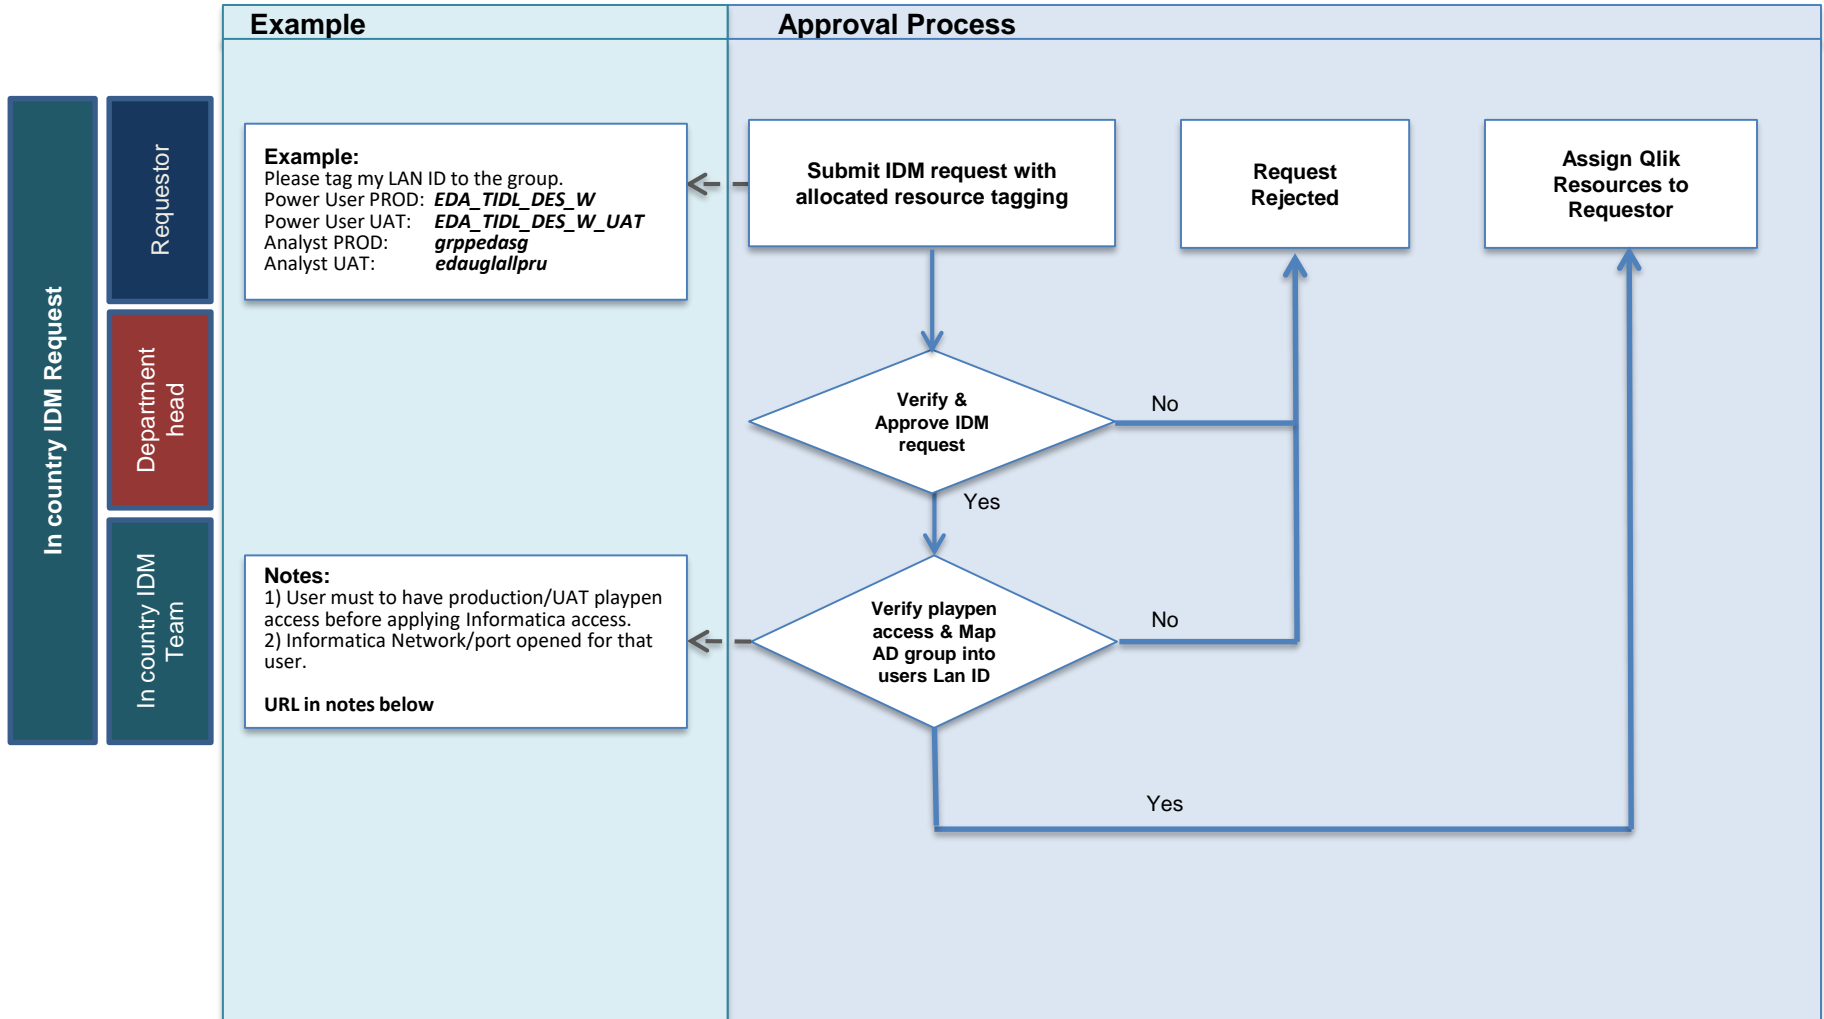 Example
Approval Process
In country IDM Request
Requestor
Department
head
In country IDM
Team
Example:
Please tag my LAN ID to the group.
Power User PROD: EDA_TIDL_DES_W
Power User UAT: EDA_TIDL_DES_W_UAT
Analyst PROD: grppedasg
Analyst UAT: edauglallpru
Submit IDM request with
allocated resource tagging
Request
Rejected
Assign Qlik
Resources to
Requestor
Verify &
Approve IDM
request
No
Yes
Notes:
1) User must to have production/UAT playpen
access before applying Informatica access.
2) Informatica Network/port opened for that
user.
URL in notes below
Verify playpen
access & Map
AD group into
users Lan ID
No
Yes